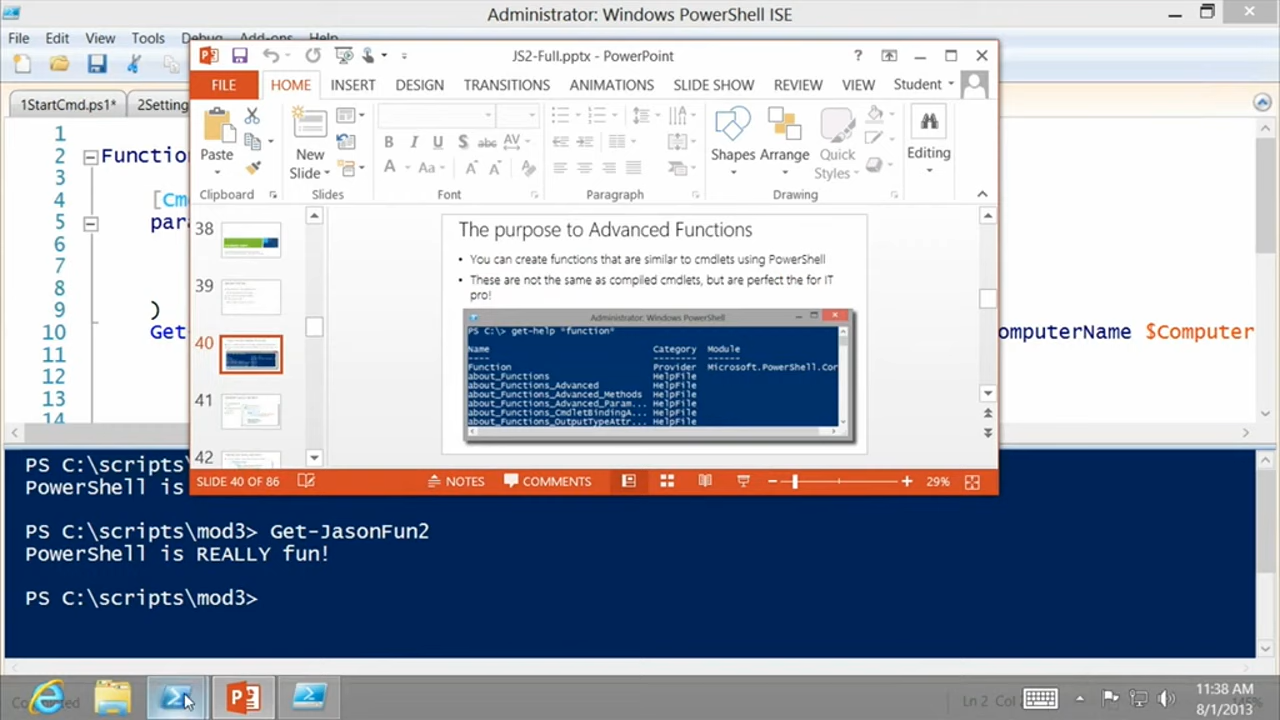 Administrator: Windows PowerShell ISE
File Edit View Tools Debug Add-ons Help
JS2-Full.pptx - PowerPoint
FILE HOME INSERT DESIGN TRANSITIONS ANIMATIONS SLIDE SHOW REVIEW VIEW Student
Paste New Slide Shapes Arrange Quick Styles Editing
Clipboard Slides Font Paragraph Drawing
1StartCmd.ps1* 2Setting
1
2 Function
3
4 [Cm
5 para
6
7
8
9 )
10 Get omputerName $Computer
11
12
13
14
38
39
40
41
42
The purpose to Advanced Functions
• You can create functions that are similar to cmdlets using PowerShell
• These are not the same as compiled cmdlets, but are perfect the for IT
pro!
Administrator: Windows PowerShell
PS C:\> get-help *function*
Name Category Module
---- -------- ------
Function Provider Microsoft.PowerShell.Cor
about_Functions HelpFile
about_Functions_Advanced HelpFile
about_Functions_Advanced_Methods HelpFile
about_Functions_Advanced_Param... HelpFile
about_Functions_CmdletBindingA... HelpFile
about_Functions_OutputTypeAttr... HelpFile
SLIDE 40 OF 86 NOTES COMMENTS 29%
PS C:\scripts\
PowerShell is
PS C:\scripts\mod3> Get-JasonFun2
PowerShell is REALLY fun!
PS C:\scripts\mod3>
Ln 2 Col
11:38 AM
8/1/2013